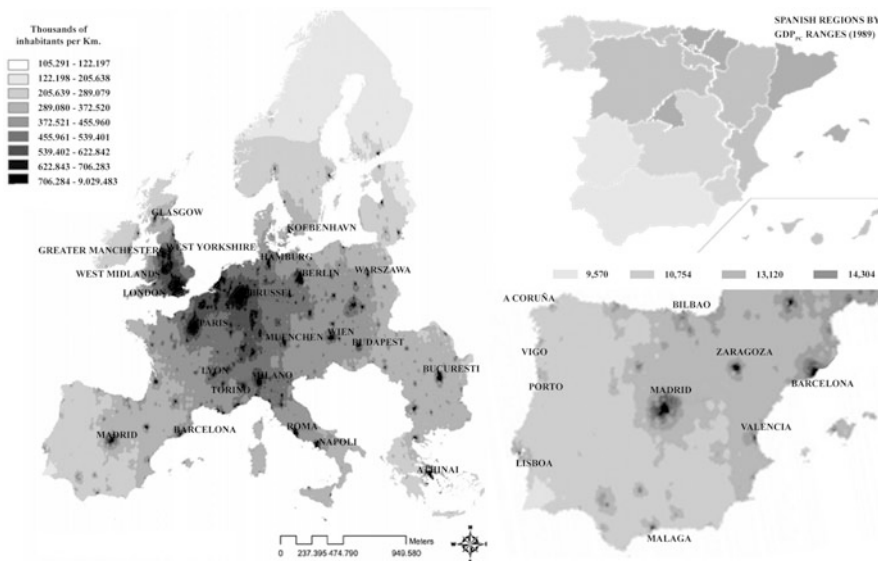 Thousands of
inhabitants per Km.
105.291 - 122.197
122.198 - 205.638
205.639 - 289.079
289.080 - 372.520
372.521 - 455.960
455.961 - 539.401
539.402 - 622.842
622.843 - 706.283
706.284 - 9.029.483
GLASGOW
KOEBENHAVN
GREATER MANCHESTER
WEST YORKSHIRE
HAMBURG
WEST MIDLANDS
BERLIN
WARSZAWA
LONDON
BRUSSEL
PARIS
MUENCHEN
WIEN
BUDAPEST
LYON
MILANO
BUCURESTI
TORINO
MADRID
BARCELONA
ROMA
NAPOLI
ATHINAI
Meters
0 237.395 474.790 949.580
N
S
SPANISH REGIONS BY
GDPPC RANGES (1989)
9,570 10,754 13,120 14,304
A CORUÑA
BILBAO
VIGO
ZARAGOZA
PORTO
MADRID
BARCELONA
VALENCIA
LISBOA
MALAGA